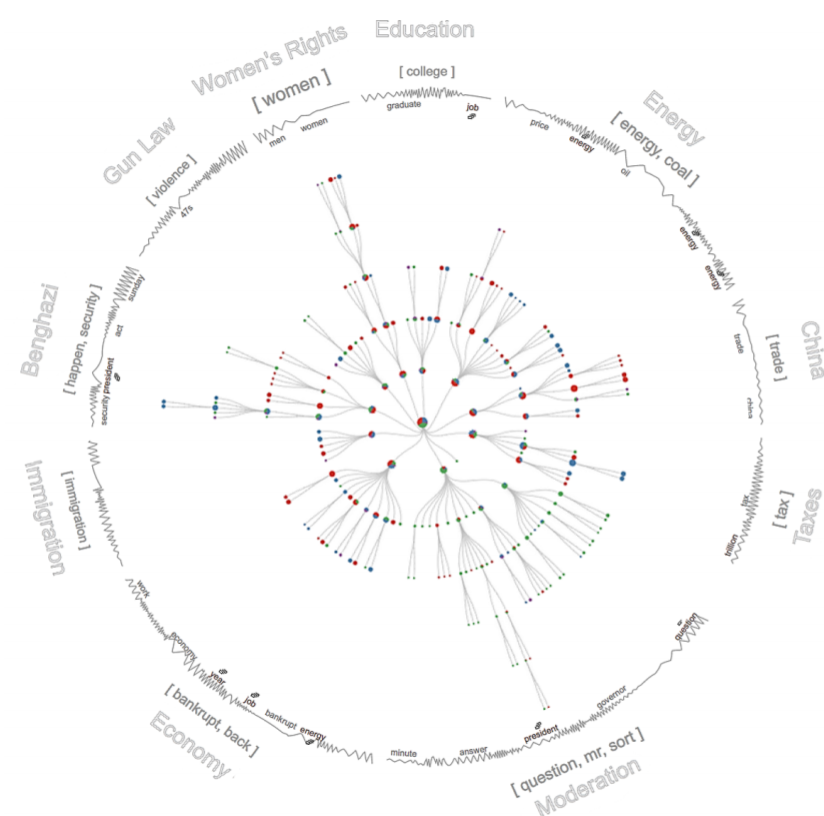 Education
[ college ]
graduate
job
Energy
[ energy, coal ]
price
energy
oil
energy
energy
China
[ trade ]
trade
china
Taxes
[ tax ]
tax
trillion
Moderation
[ question, mr, sort ]
question
governor
president
answer
minute
Economy
[ bankrupt, back ]
energy
bankrupt
job
year
economy
work
Immigration
[ immigration ]
Benghazi
[ happen, security ]
security
president
act
sunday
Gun Law
[ violence ]
47s
Women's Rights
[ women ]
men
women